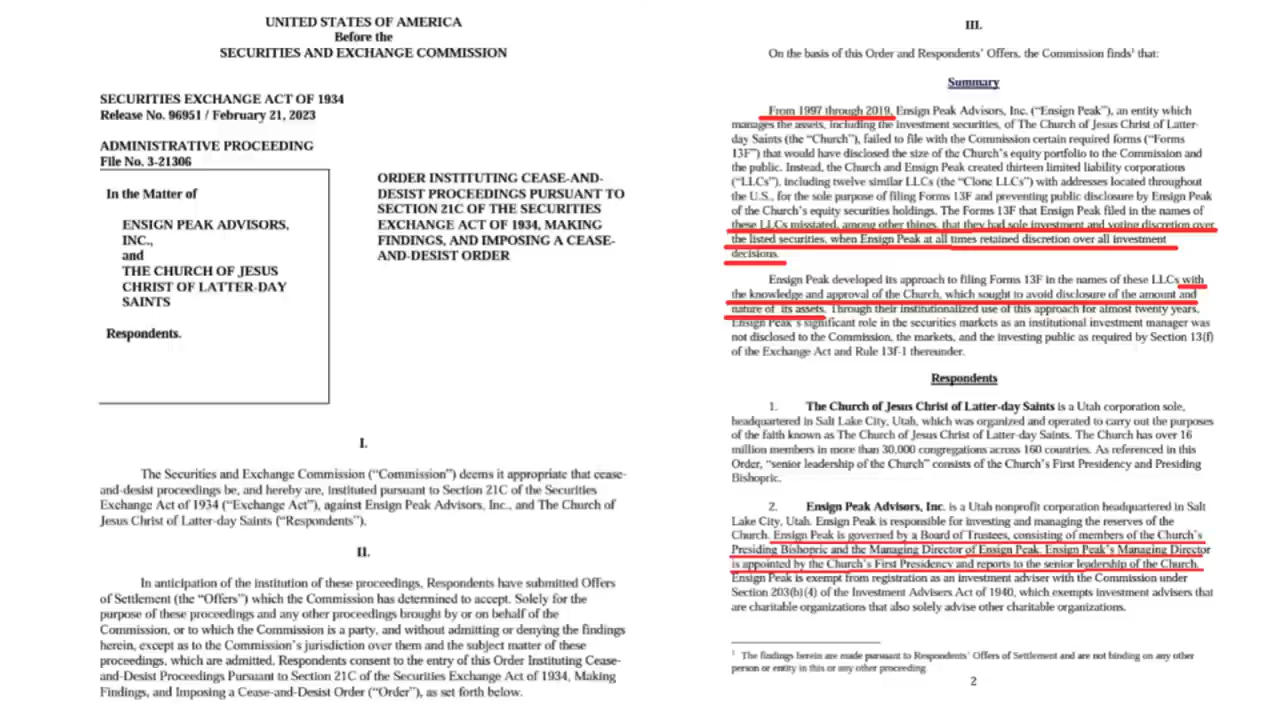 UNITED STATES OF AMERICA
Before the
SECURITIES AND EXCHANGE COMMISSION
SECURITIES EXCHANGE ACT OF 1934
Release No. 96951 / February 21, 2023
ADMINISTRATIVE PROCEEDING
File No. 3-21306
In the Matter of
ENSIGN PEAK ADVISORS,
INC.,
and
THE CHURCH OF JESUS
CHRIST OF LATTER-DAY
SAINTS
Respondents.
ORDER INSTITUTING CEASE-AND-
DESIST PROCEEDINGS PURSUANT TO
SECTION 21C OF THE SECURITIES
EXCHANGE ACT OF 1934, MAKING
FINDINGS, AND IMPOSING A CEASE-
AND-DESIST ORDER
I.
The Securities and Exchange Commission (“Commission”) deems it appropriate that cease-
and-desist proceedings be, and hereby are, instituted pursuant to Section 21C of the Securities
Exchange Act of 1934 (“Exchange Act”), against Ensign Peak Advisors, Inc., and The Church of
Jesus Christ of Latter-day Saints (“Respondents”).
II.
In anticipation of the institution of these proceedings, Respondents have submitted Offers
of Settlement (the “Offers”) which the Commission has determined to accept. Solely for the
purpose of these proceedings and any other proceedings brought by or on behalf of the
Commission, or to which the Commission is a party, and without admitting or denying the findings
herein, except as to the Commission’s jurisdiction over them and the subject matter of these
proceedings, which are admitted, Respondents consent to the entry of this Order Instituting Cease-
and-Desist Proceedings Pursuant to Section 21C of the Securities Exchange Act of 1934, Making
Findings, and Imposing a Cease-and-Desist Order (“Order”), as set forth below.
III.
On the basis of this Order and Respondents’ Offers, the Commission finds¹ that:
Summary
From 1997 through 2019, Ensign Peak Advisors, Inc. (“Ensign Peak”), an entity which
manages the assets, including the investment securities, of The Church of Jesus Christ of Latter-
day Saints (the “Church”), failed to file with the Commission certain required forms (“Forms
13F”) that would have disclosed the size of the Church’s equity portfolio to the Commission and
the public. Instead, the Church and Ensign Peak created thirteen limited liability corporations
(“LLCs”), including twelve similar LLCs (the “Clone LLCs”) with addresses located throughout
the U.S., for the sole purpose of filing Forms 13F and preventing public disclosure by Ensign Peak
of the Church’s equity securities holdings. The Forms 13F that Ensign Peak filed in the names of
these LLCs misstated, among other things, that they had sole investment and voting discretion over
the listed securities, when Ensign Peak at all times retained discretion over all investment
decisions.
Ensign Peak developed its approach to filing Forms 13F in the names of these LLCs with
the knowledge and approval of the Church, which sought to avoid disclosure of the amount and
nature of its assets. Through their institutionalized use of this approach for almost twenty years,
Ensign Peak’s significant role in the securities markets as an institutional investment manager was
not disclosed to the Commission, the markets, and the investing public as required by Section 13(f)
of the Exchange Act and Rule 13f-1 thereunder.
Respondents
1. The Church of Jesus Christ of Latter-day Saints is a Utah corporation sole,
headquartered in Salt Lake City, Utah, which was organized and operated to carry out the purposes
of the faith known as The Church of Jesus Christ of Latter-day Saints. The Church has over 16
million members in more than 30,000 congregations across 160 countries. As referenced in this
Order, “senior leadership of the Church” consists of the Church’s First Presidency and Presiding
Bishopric.
2. Ensign Peak Advisors, Inc. is a Utah nonprofit corporation headquartered in Salt
Lake City, Utah. Ensign Peak is responsible for investing and managing the reserves of the
Church. Ensign Peak is governed by a Board of Trustees, consisting of members of the Church’s
Presiding Bishopric and the Managing Director of Ensign Peak. Ensign Peak’s Managing Director
is appointed by the Church’s First Presidency and reports to the senior leadership of the Church.
Ensign Peak is exempt from registration as an investment adviser with the Commission under
Section 203(b)(4) of the Investment Advisers Act of 1940, which exempts investment advisers that
are charitable organizations that also solely advise other charitable organizations.
¹ The findings herein are made pursuant to Respondents’ Offers of Settlement and are not binding on any other
person or entity in this or any other proceeding.
2